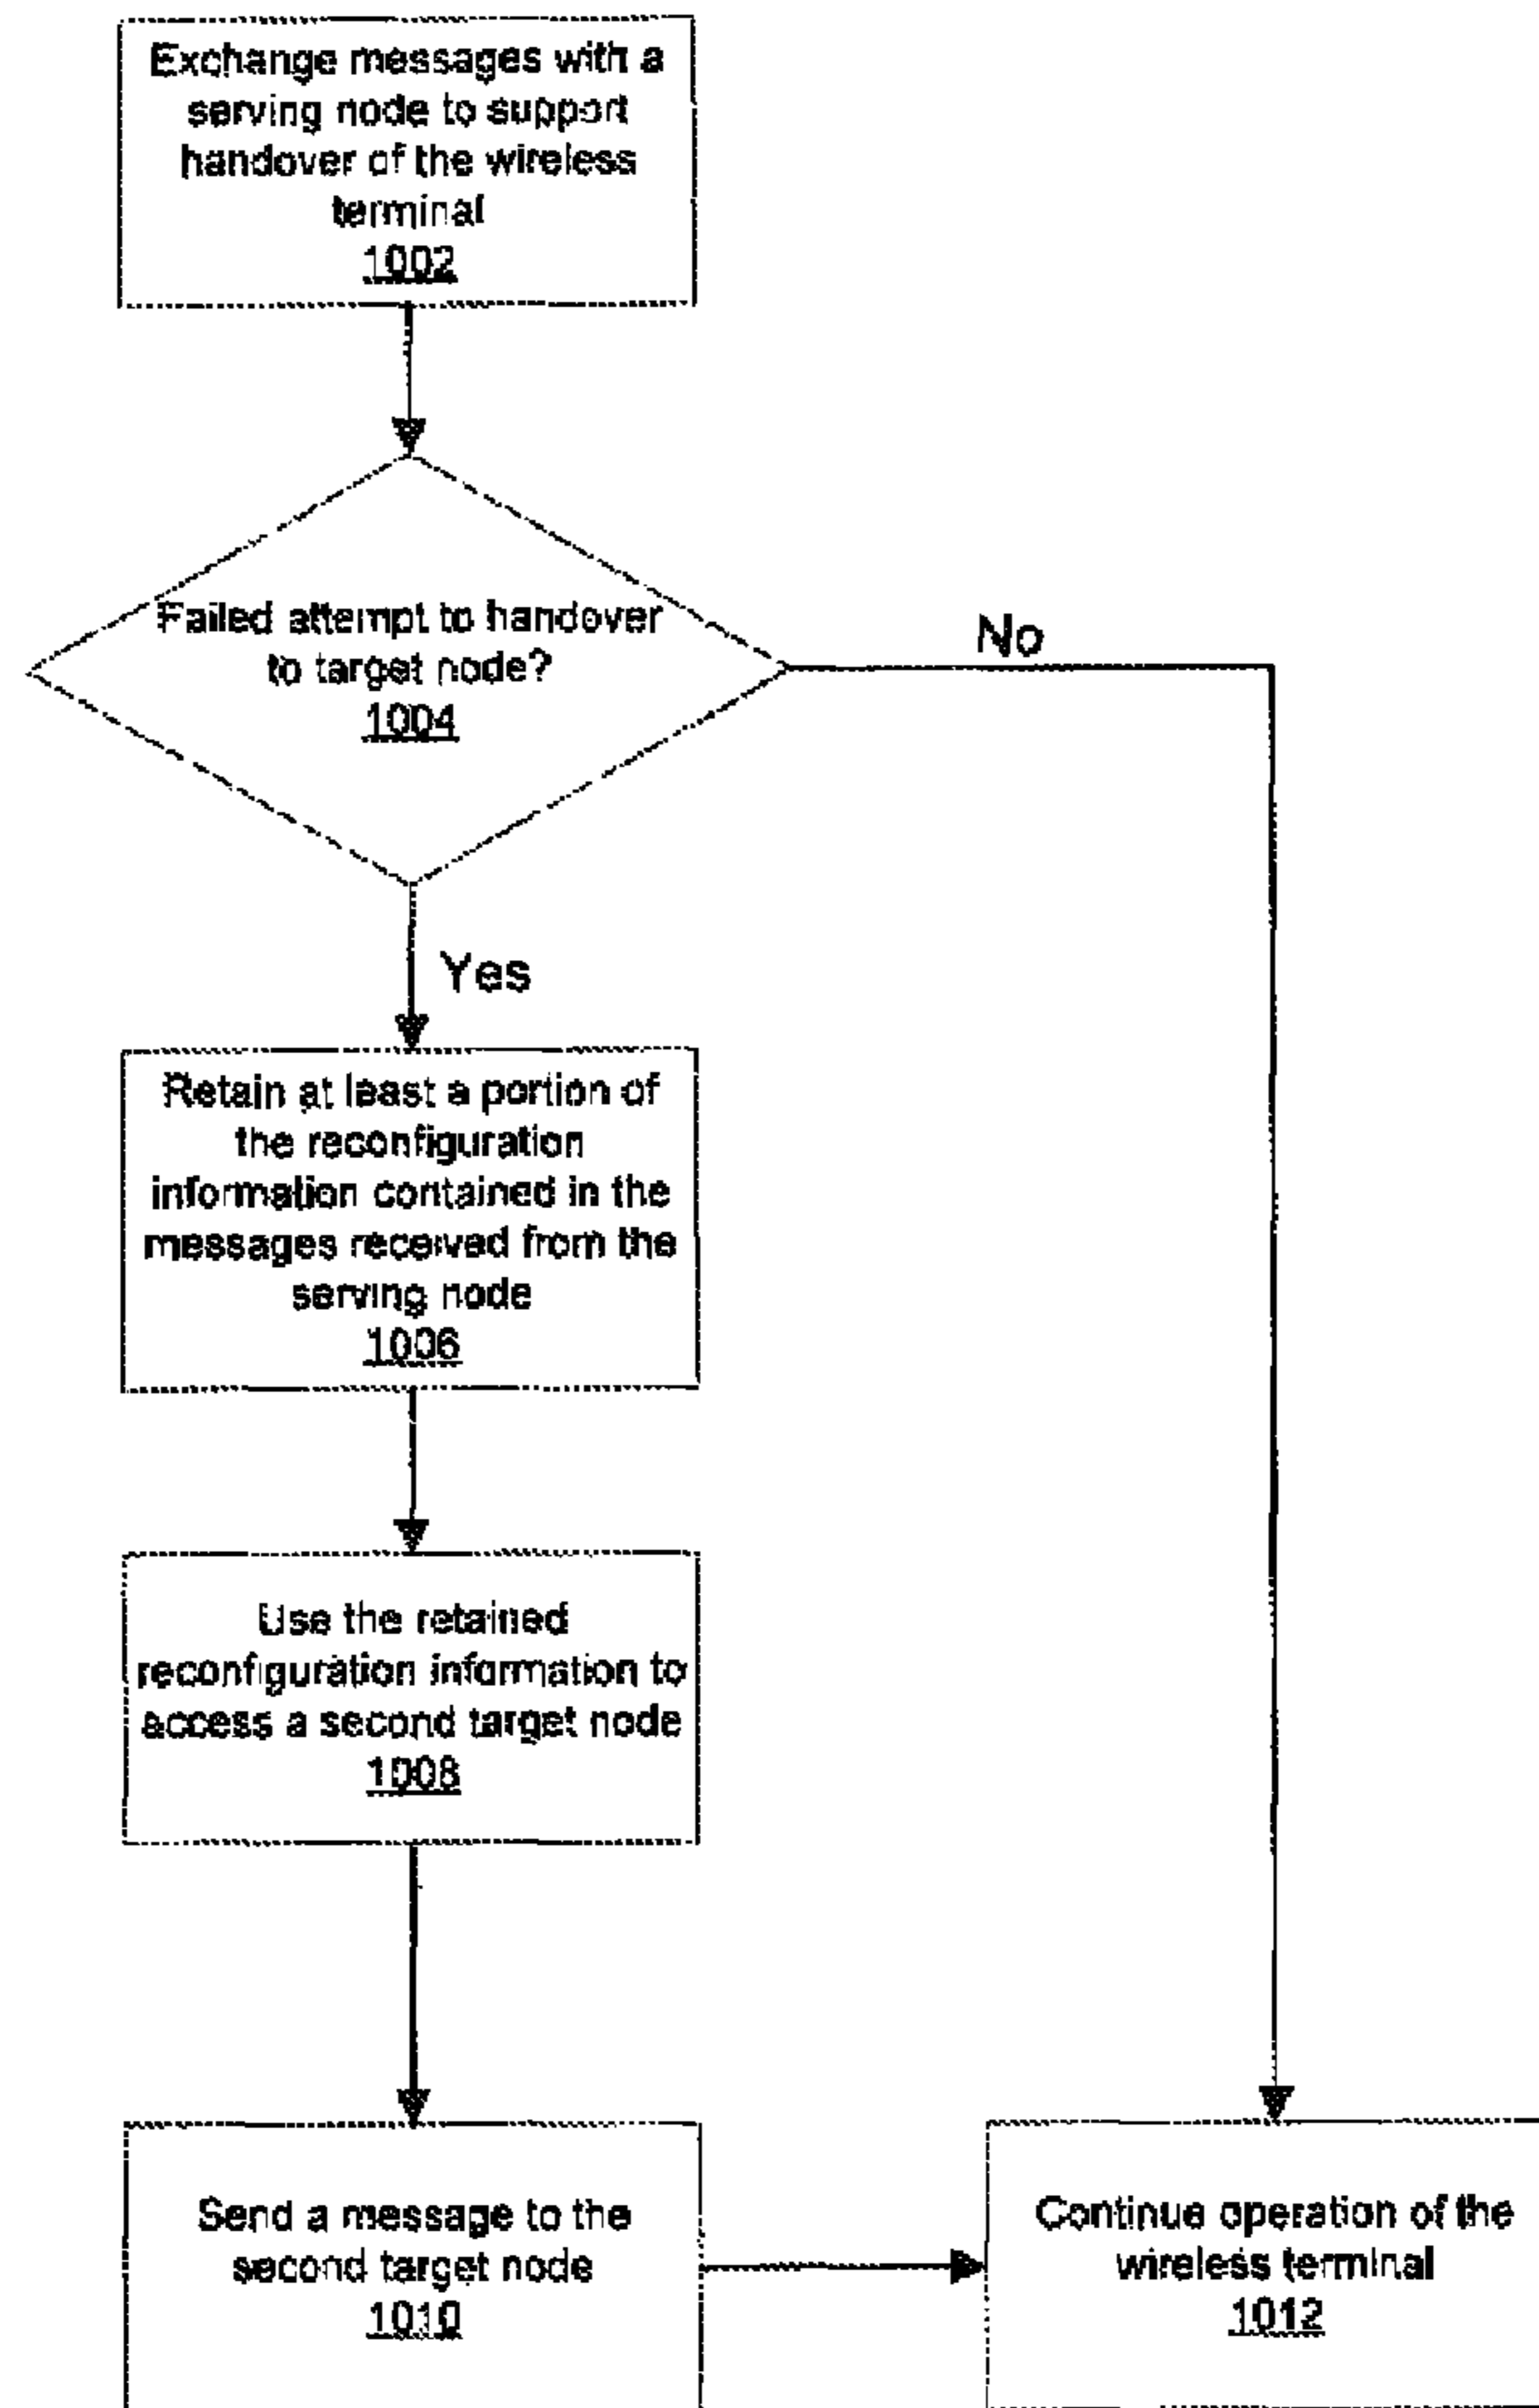 Exchange messages with a
serving node to support
handover of the wireless
terminal
1002
Failed attempt to handover
to target node?
1004
No
Yes
Retain at least a portion of
the reconfiguration
information contained in the
messages received from the
serving node
1006
Use the retained
reconfiguration information to
access a second target node
1008
Send a message to the
second target node
1010
Continue operation of the
wireless terminal
1012